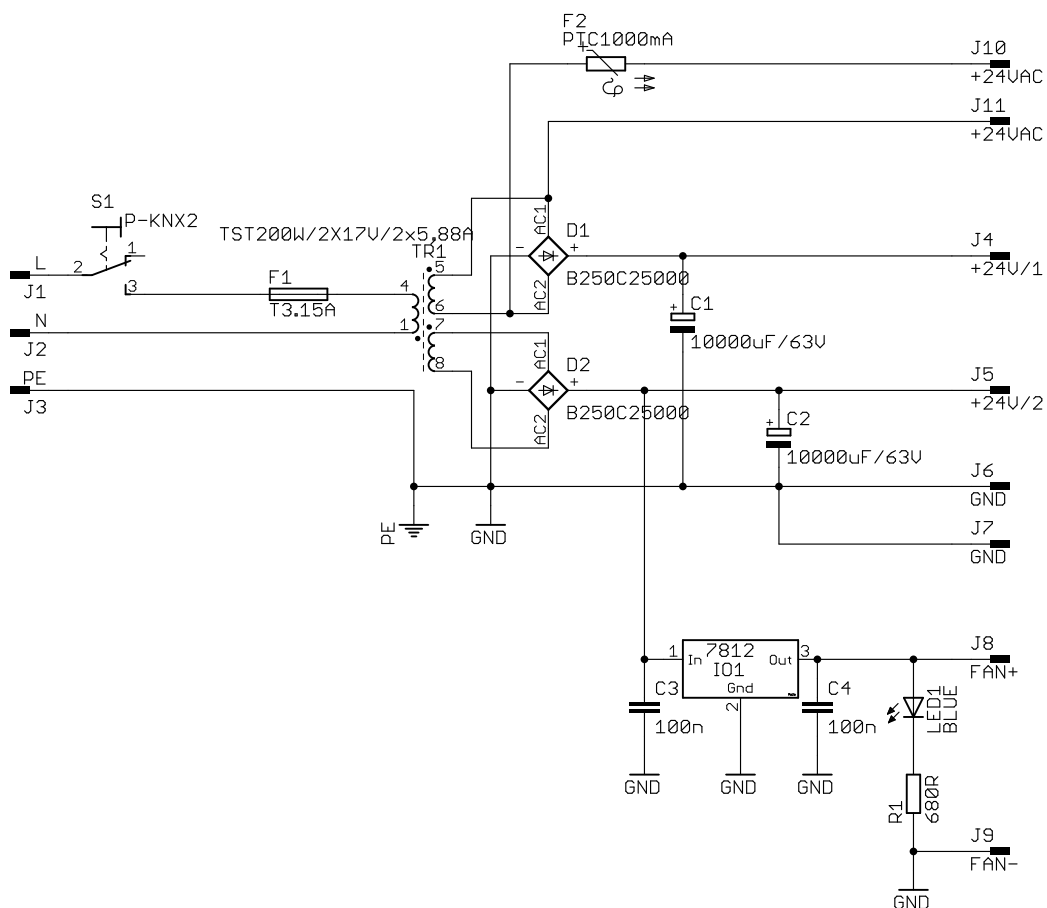 F2
PTC1000mA
J10
+24VAC
J11
+24VAC
S1
P-KNX2
TST200W/2X17V/2x5,88A
TR1
AC1
D1
- +
B250C25000
AC2
J4
+24V/1
L
2
1
3
J1
F1
T3.15A
4
5
6
C1
+
10000uF/63V
N
J2
1
7
8
AC1
D2
- +
B250C25000
AC2
PE
J3
J5
+24V/2
C2
+
10000uF/63V
J6
GND
PE
GND
J7
GND
1
In
7812
IO1
Out
3
Gnd
2
J8
FAN+
C3
100n
C4
100n
LED1
BLUE
GND
GND
GND
R1
680R
J9
FAN-
GND